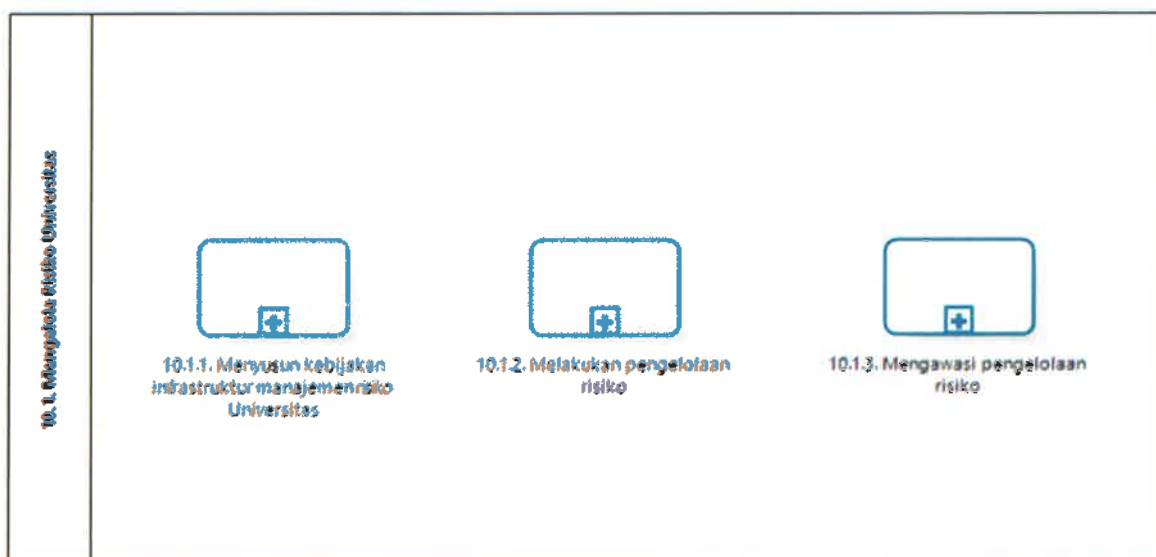 10.1. Mengelola Risiko Universitas
10.1.1. Menyusun kebijakan
infrastruktur manajemen risiko
Universitas
10.1.2. Melakukan pengelolaan
risiko
10.1.3. Mengawasi pengelolaan
risiko